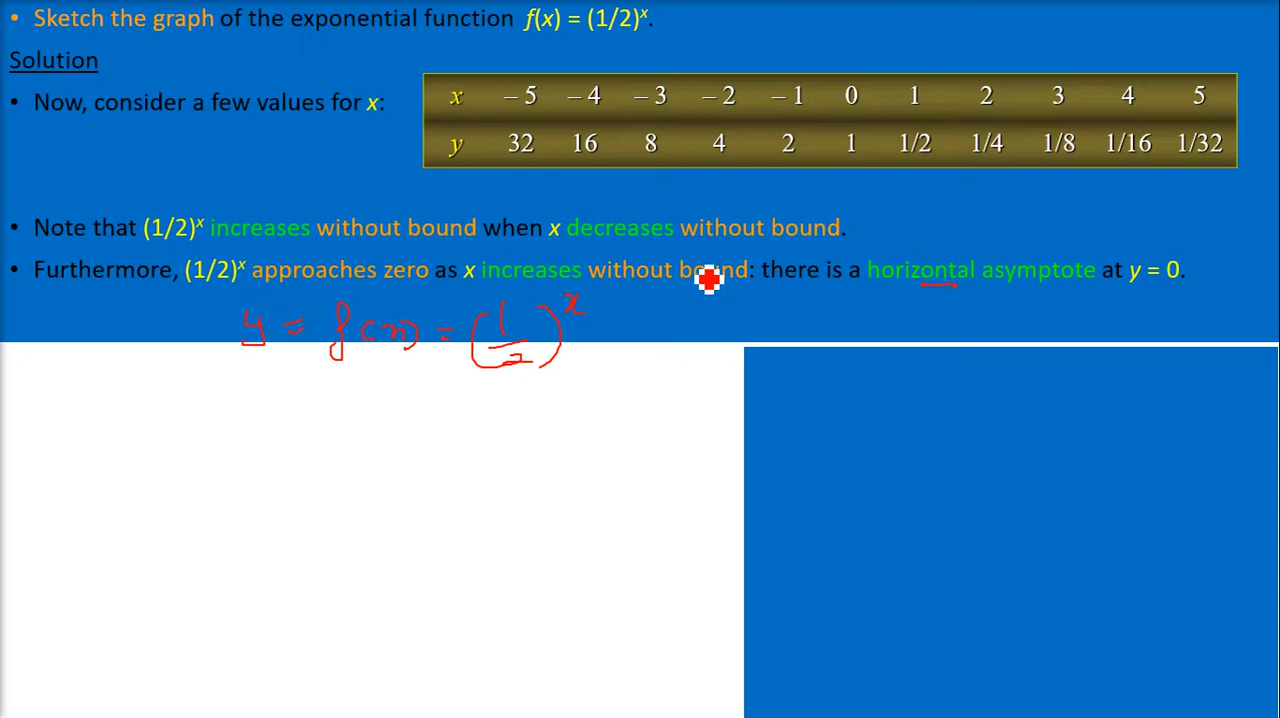 • Sketch the graph of the exponential function f(x) = (1/2)ˣ.
Solution
• Now, consider a few values for x:
x – 5 – 4 – 3 – 2 – 1 0 1 2 3 4 5
y 32 16 8 4 2 1 1/2 1/4 1/8 1/16 1/32
• Note that (1/2)ˣ increases without bound when x decreases without bound.
• Furthermore, (1/2)ˣ approaches zero as x increases without bound: there is a horizontal asymptote at y = 0.
y = f(x) = (1/2)ˣ